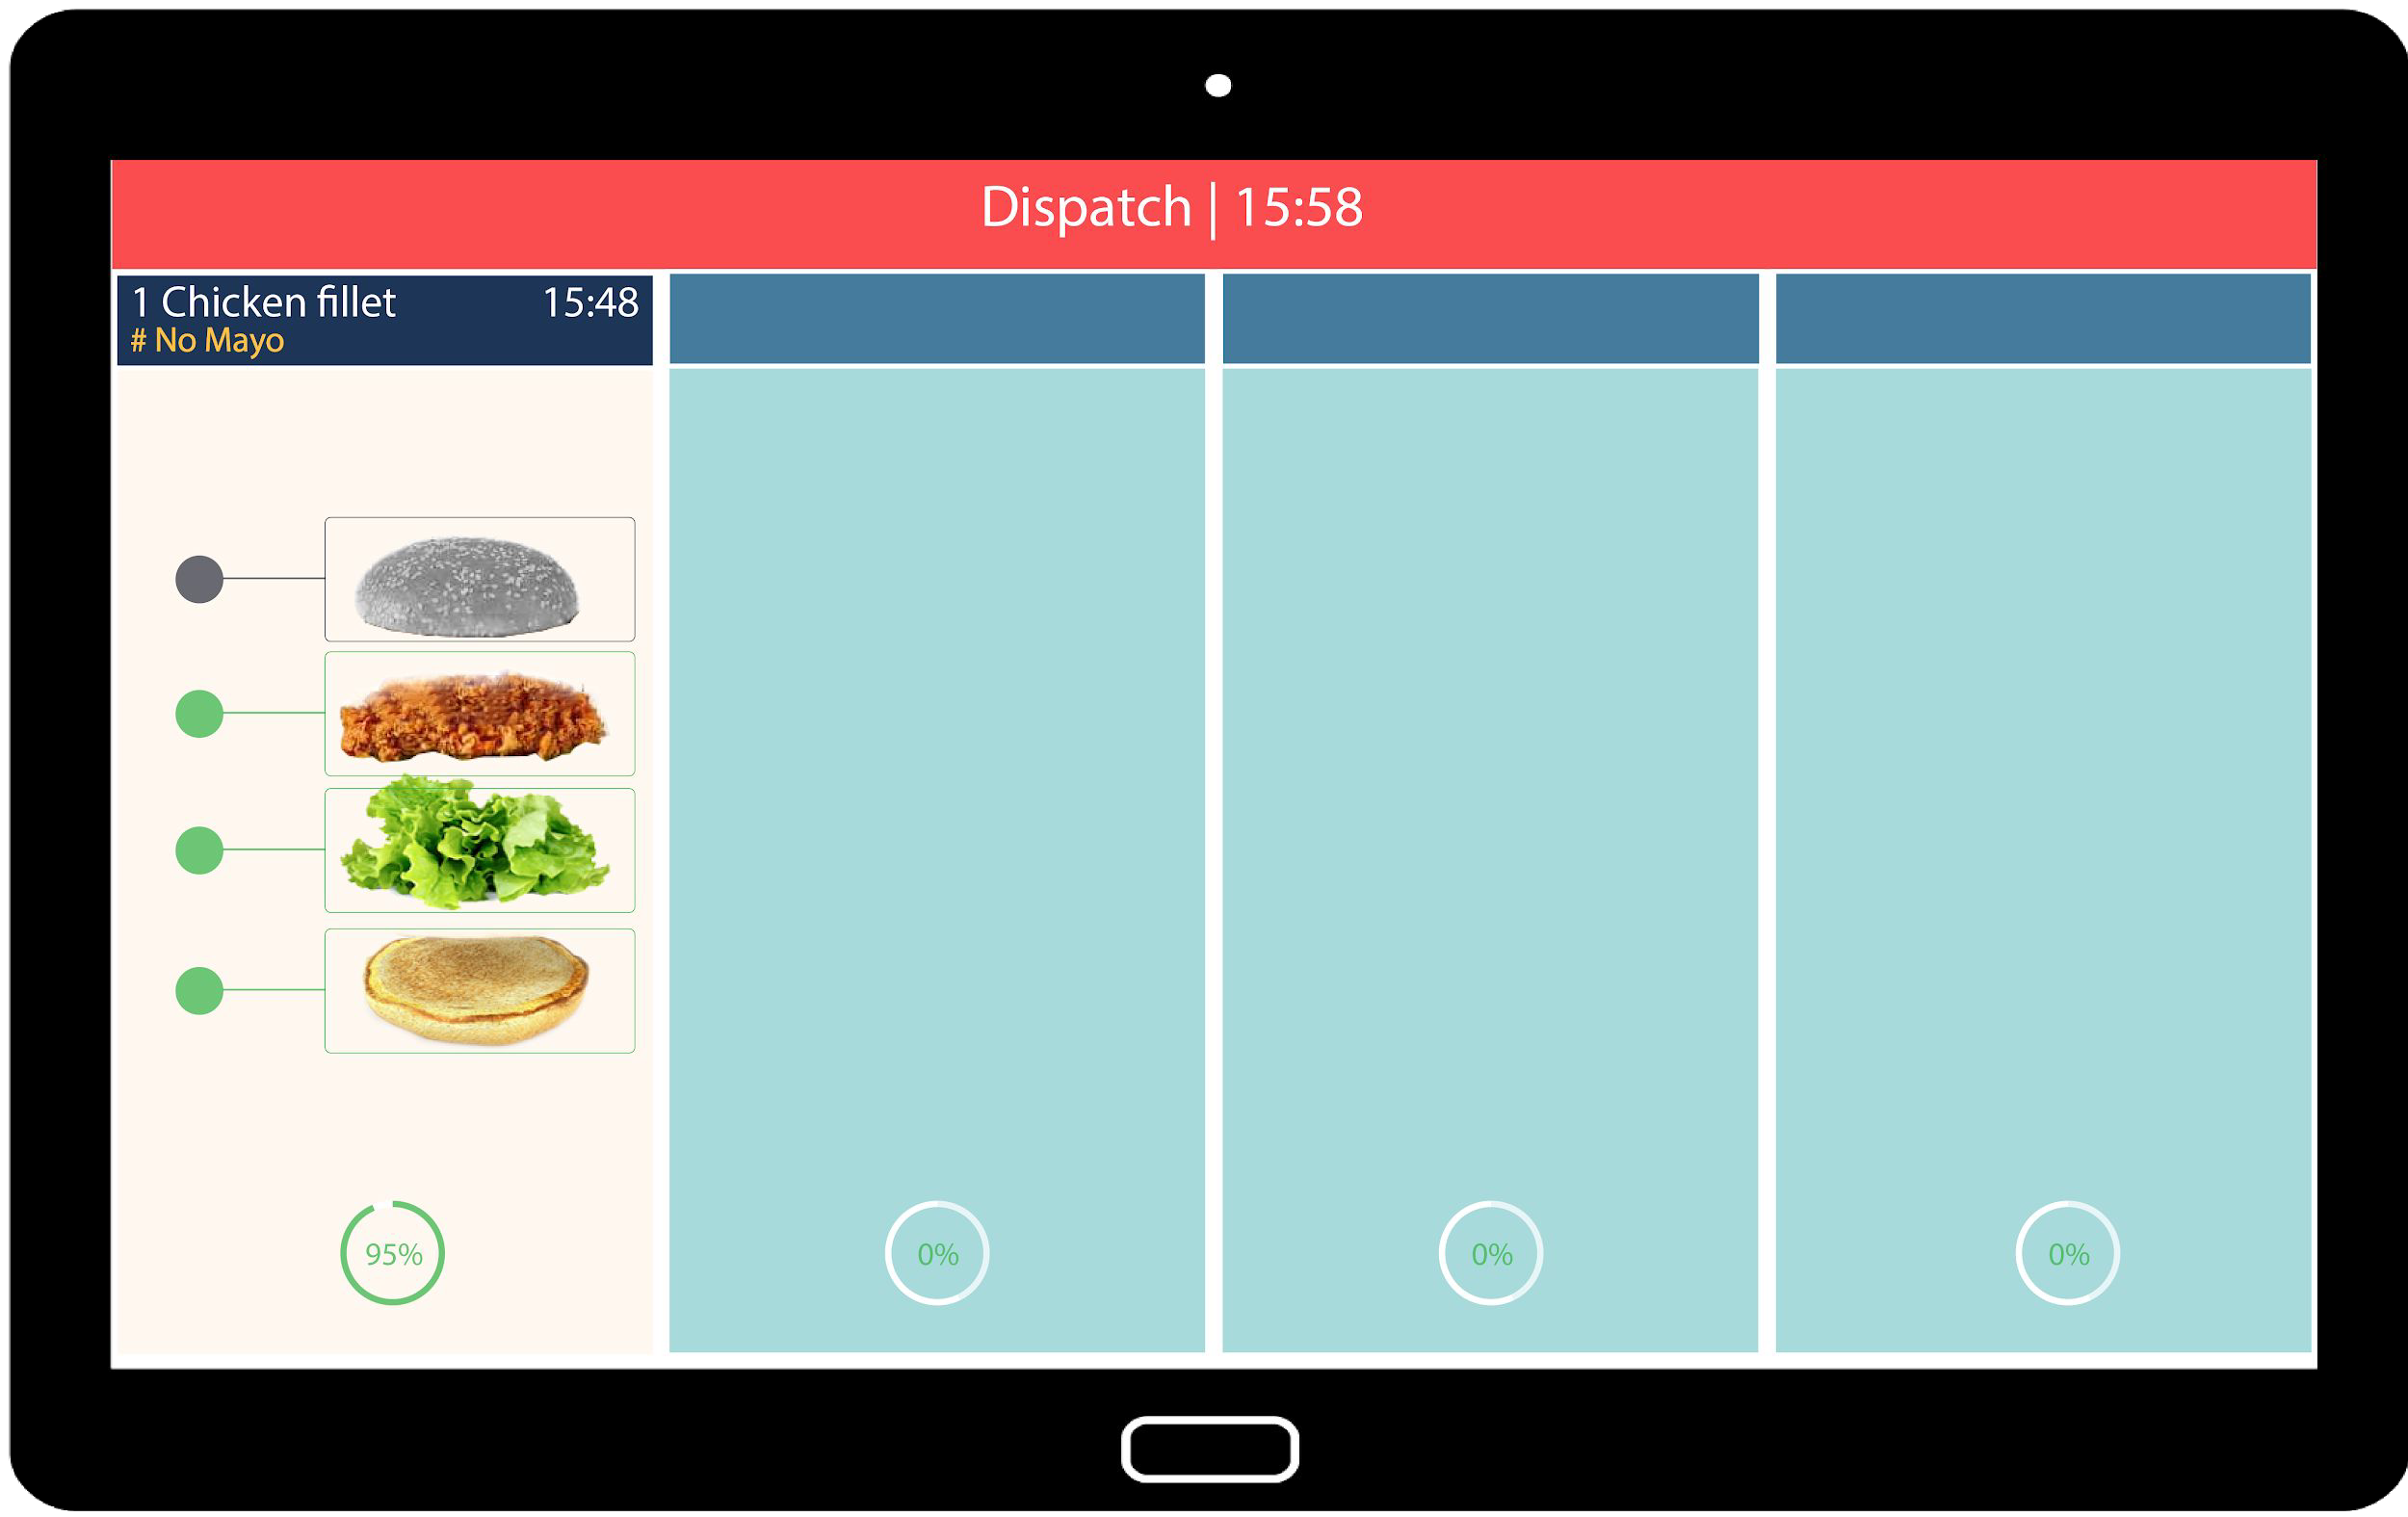 Dispatch | 15:58
1 Chicken fillet 15:48
# No Mayo
95%
0%
0%
0%